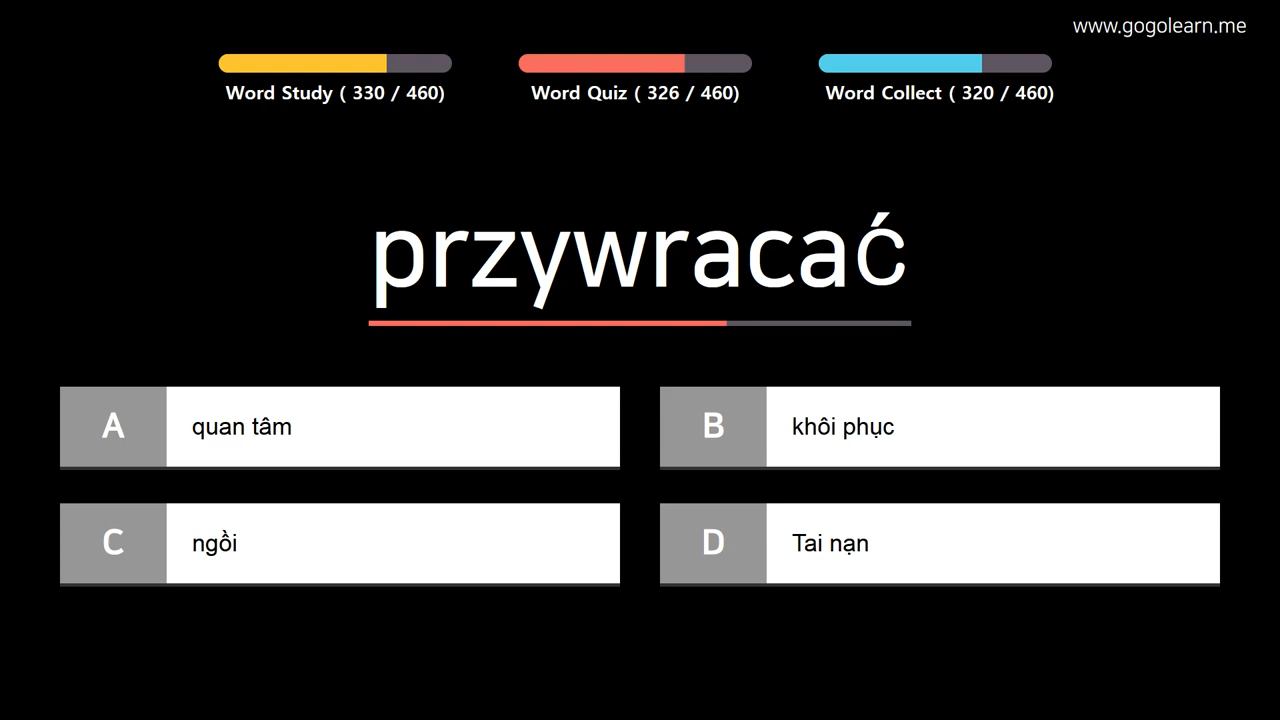 www.gogolearn.me
Word Study ( 330 / 460)
Word Quiz ( 326 / 460)
Word Collect ( 320 / 460)
przywracać
A quan tâm
B khôi phục
C ngồi
D Tai nạn